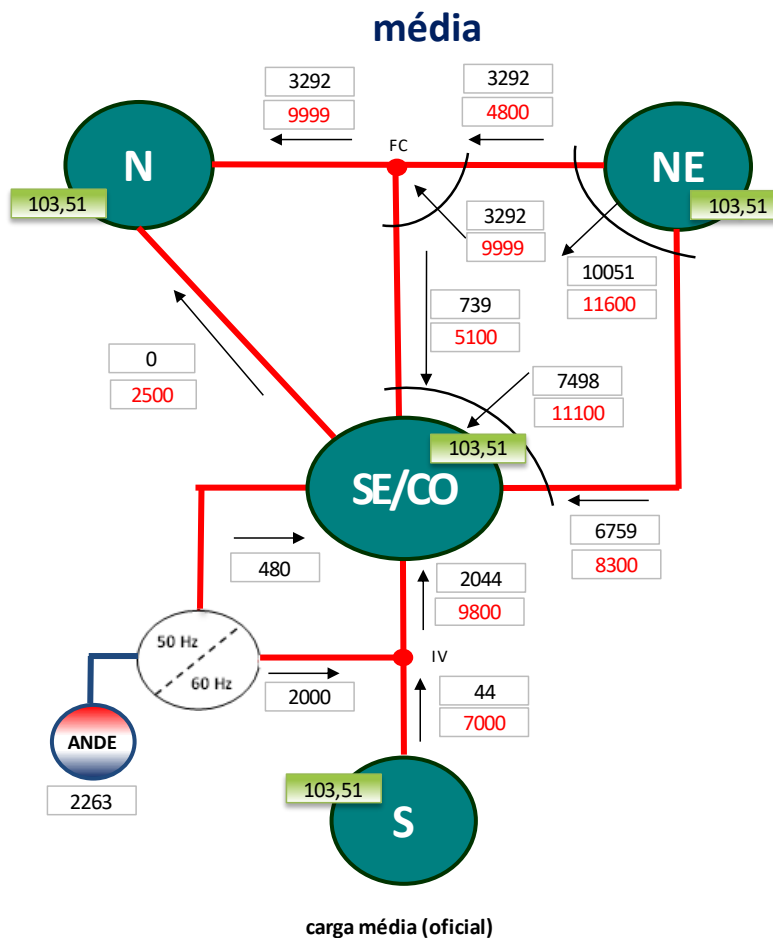 média
3292
9999
3292
4800
FC
N
NE
103,51
103,51
3292
9999
10051
11600
739
5100
0
2500
7498
11100
103,51
SE/CO
6759
8300
480
2044
9800
50 Hz
60 Hz
IV
2000
44
7000
ANDE
2263
103,51
S
carga média (oficial)